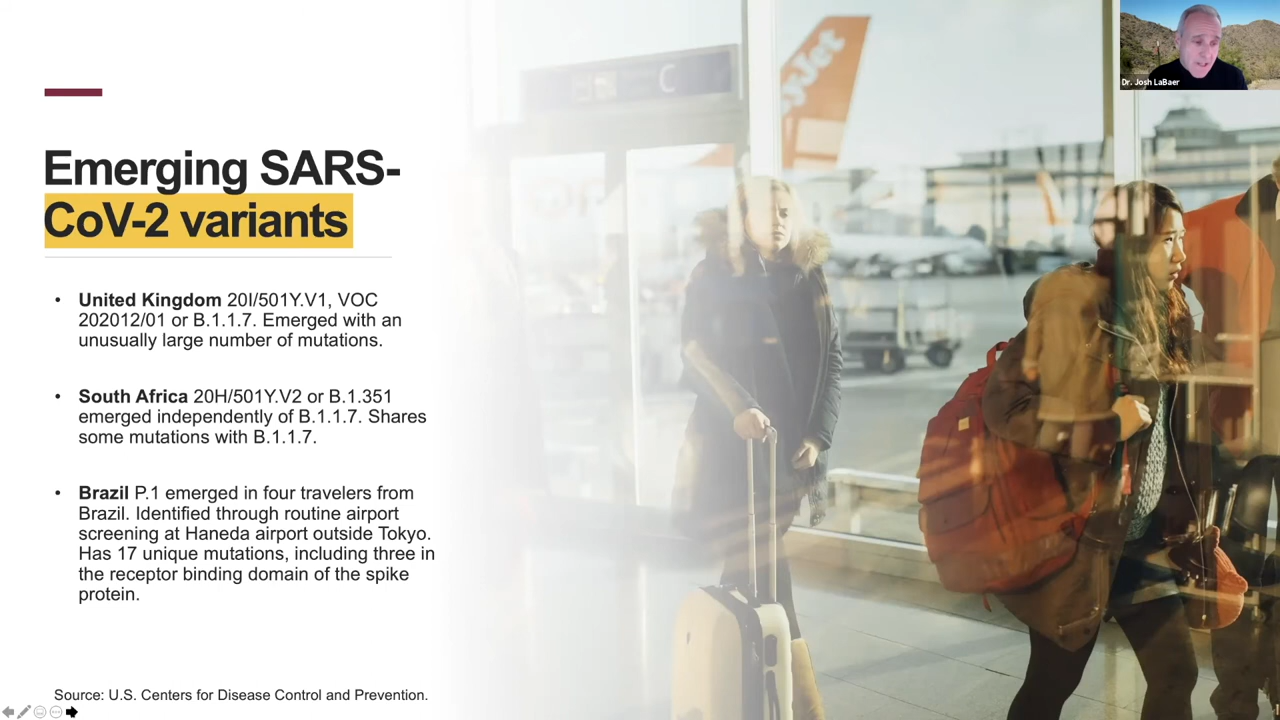 Emerging SARS-
CoV-2 variants
• United Kingdom 20I/501Y.V1, VOC
202012/01 or B.1.1.7. Emerged with an
unusually large number of mutations.
• South Africa 20H/501Y.V2 or B.1.351
emerged independently of B.1.1.7. Shares
some mutations with B.1.1.7.
• Brazil P.1 emerged in four travelers from
Brazil. Identified through routine airport
screening at Haneda airport outside Tokyo.
Has 17 unique mutations, including three in
the receptor binding domain of the spike
protein.
Source: U.S. Centers for Disease Control and Prevention.
C
yJet
Dr. Josh LaBaer